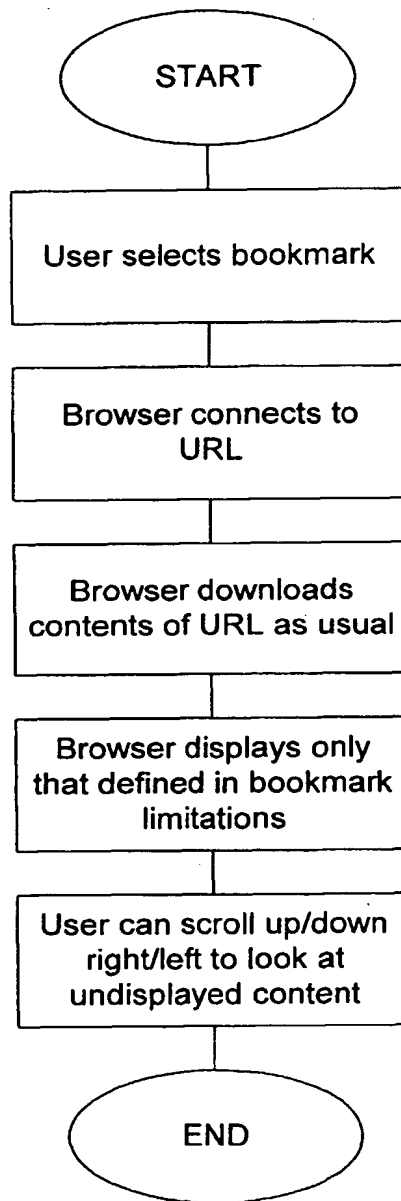 START
User selects bookmark
Browser connects to
URL
Browser downloads
contents of URL as usual
Browser displays only
that defined in bookmark
limitations
User can scroll up/down
right/left to look at
undisplayed content
END